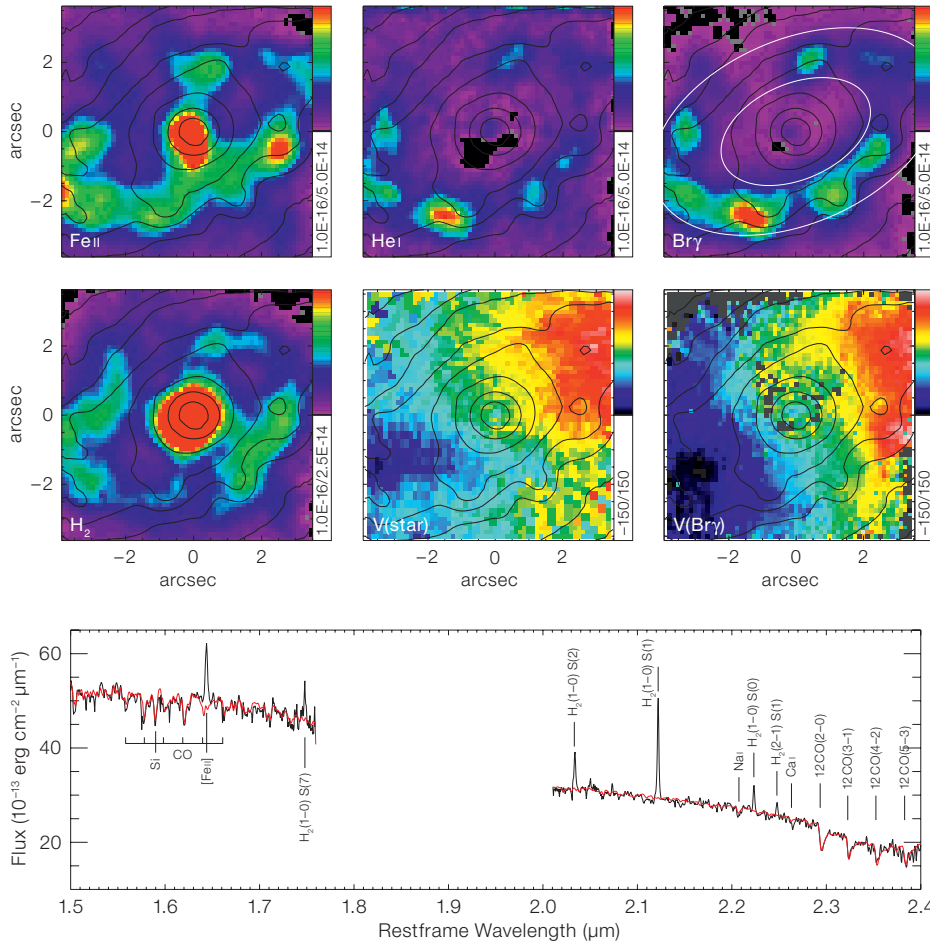 arcsec
2
0
−2
Fe II
1.0E-16/5.0E-14
He I
1.0E-16/5.0E-14
Brγ
1.0E-16/5.0E-14
arcsec
2
0
−2
H2
1.0E-16/2.5E-14
V(star)
−150/150
V(Brγ)
−150/150
−2 0 2
arcsec
−2 0 2
arcsec
−2 0 2
arcsec
Flux (10⁻¹³ erg cm⁻² μm⁻¹)
60
40
20
CO
Si
[Fe II]
H2(1–0) S(7)
H2(1–0) S(2)
H2(1–0) S(1)
Na I
H2(1–0) S(0)
H2(2–1) S(1)
Ca I
12CO(2–0)
12CO(3–1)
12CO(4–2)
12CO(5–3)
1.5 1.6 1.7 1.8 1.9 2.0 2.1 2.2 2.3 2.4
Restframe Wavelength (μm)